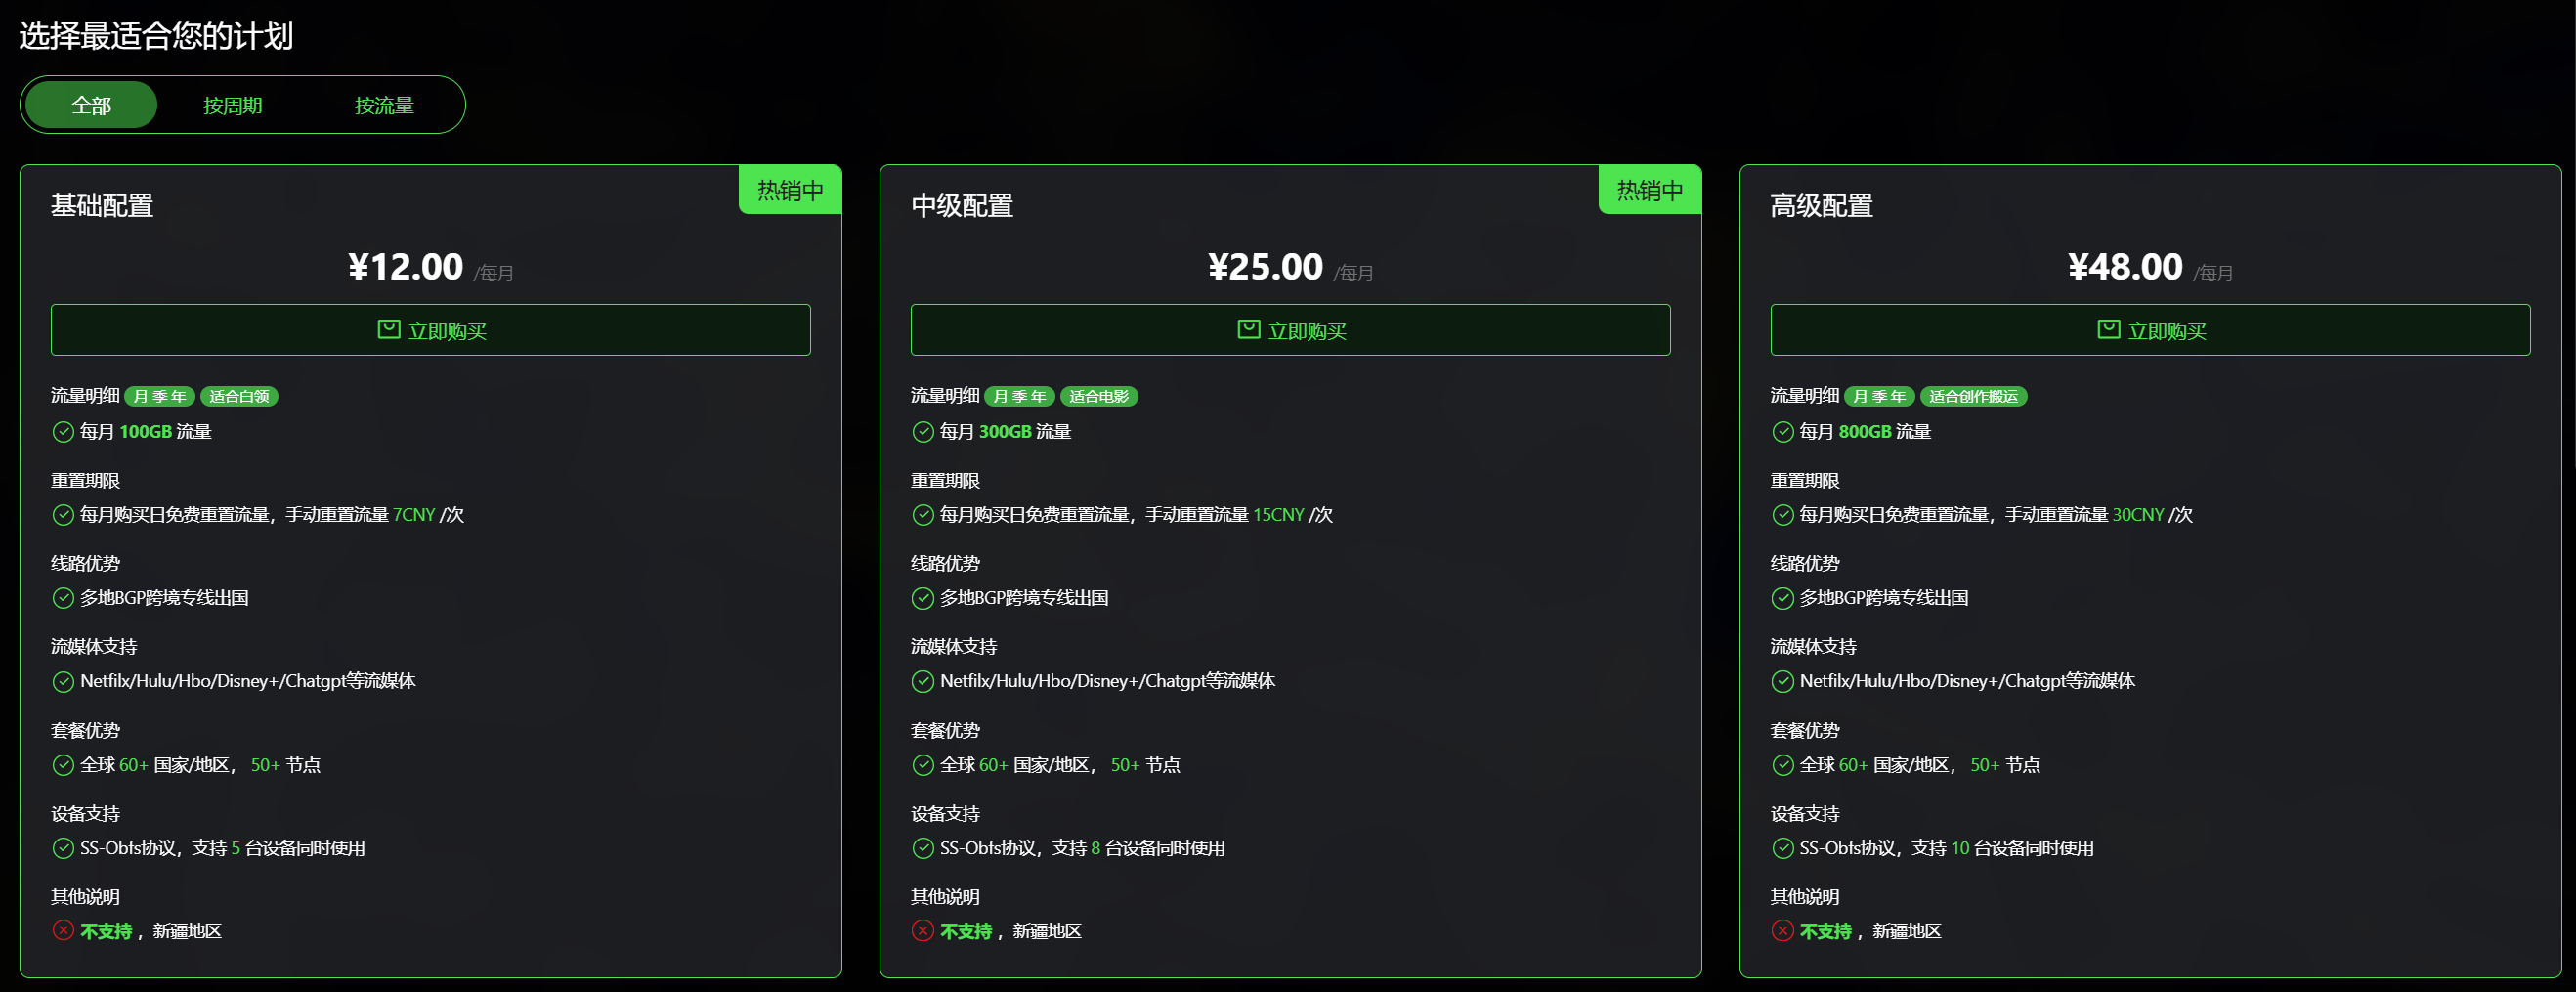 选择最适合您的计划
全部
按周期
按流量
基础配置
热销中
¥12.00 /每月
立即购买
流量明细 月 季 年 适合白领
每月 100GB 流量
重置期限
每月购买日免费重置流量，手动重置流量 7CNY /次
线路优势
多地BGP跨境专线出国
流媒体支持
Netfilx/Hulu/Hbo/Disney+/Chatgpt等流媒体
套餐优势
全球 60+ 国家/地区， 50+ 节点
设备支持
SS-Obfs协议，支持 5 台设备同时使用
其他说明
不支持 ，新疆地区
中级配置
热销中
¥25.00 /每月
立即购买
流量明细 月 季 年 适合电影
每月 300GB 流量
重置期限
每月购买日免费重置流量，手动重置流量 15CNY /次
线路优势
多地BGP跨境专线出国
流媒体支持
Netfilx/Hulu/Hbo/Disney+/Chatgpt等流媒体
套餐优势
全球 60+ 国家/地区， 50+ 节点
设备支持
SS-Obfs协议，支持 8 台设备同时使用
其他说明
不支持 ，新疆地区
高级配置
¥48.00 /每月
立即购买
流量明细 月 季 年 适合创作搬运
每月 800GB 流量
重置期限
每月购买日免费重置流量，手动重置流量 30CNY /次
线路优势
多地BGP跨境专线出国
流媒体支持
Netfilx/Hulu/Hbo/Disney+/Chatgpt等流媒体
套餐优势
全球 60+ 国家/地区， 50+ 节点
设备支持
SS-Obfs协议，支持 10 台设备同时使用
其他说明
不支持 ，新疆地区